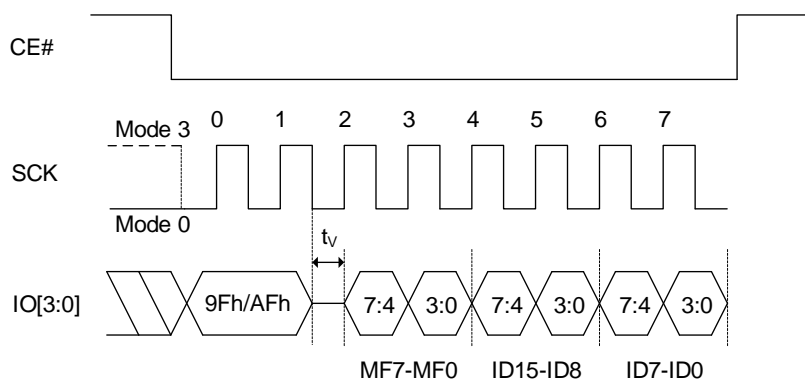 CE#
0 1 2 3 4 5 6 7
Mode 3
SCK
Mode 0
tV
IO[3:0] 9Fh/AFh 7:4 3:0 7:4 3:0 7:4 3:0
MF7-MF0 ID15-ID8 ID7-ID0